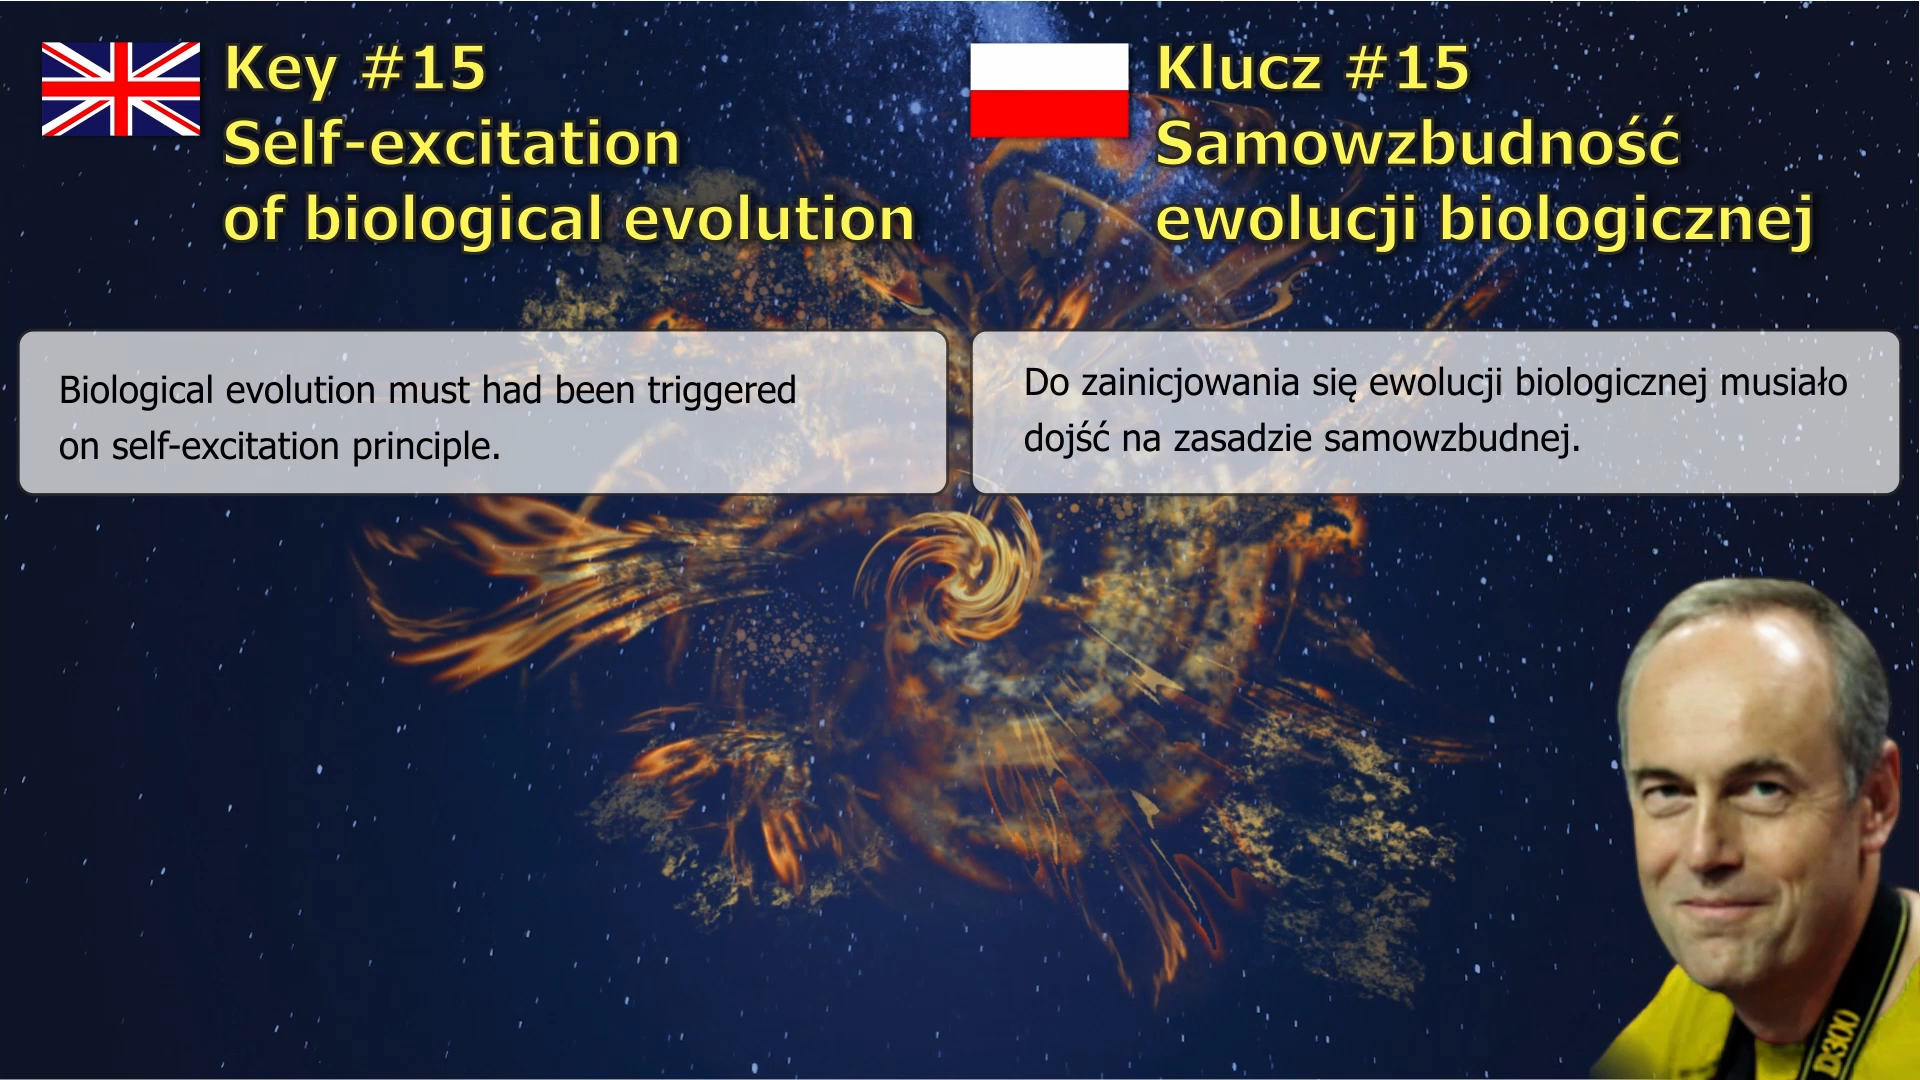 Key #15
Self-excitation
of biological evolution
Klucz #15
Samowzbudność
ewolucji biologicznej
Biological evolution must had been triggered
on self-excitation principle.
Do zainicjowania się ewolucji biologicznej musiało
dojść na zasadzie samowzbudnej.
D300